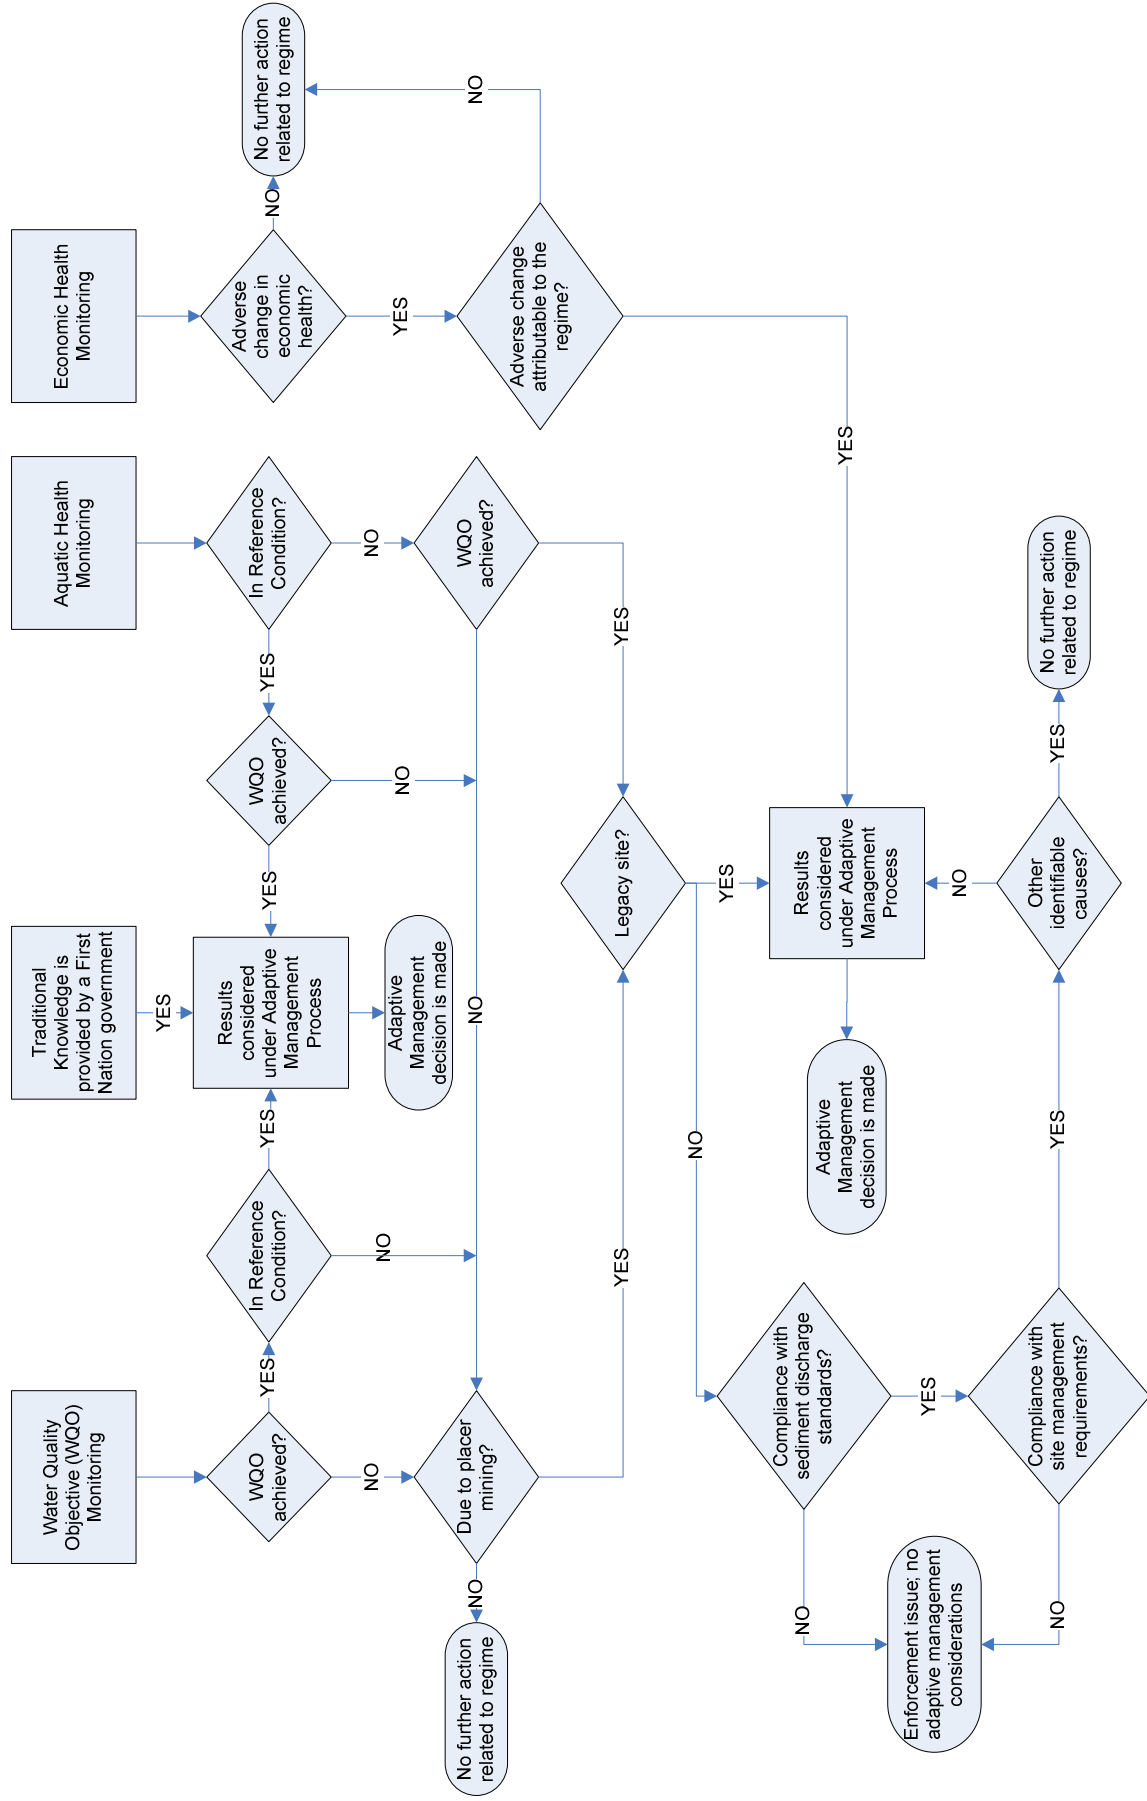 Water Quality
Objective (WQO)
Monitoring
Traditional
Knowledge is
provided by a First
Nation government
Aquatic Health
Monitoring
Economic Health
Monitoring
YES
WQO
achieved?
YES
In Reference
Condition?
YES
Results
considered
under Adaptive
Management
Process
YES
WQO
achieved?
YES
In Reference
Condition?
Adverse
change in
economic
health?
NO
No further action
related to regime
NO
NO
Adaptive
Management
decision is made
NO
NO
YES
NO
No further action
related to regime
NO
Due to placer
mining?
NO
WQO
achieved?
Adverse change
attributable to the
regime?
YES
Legacy site?
YES
NO
YES
YES
Compliance with
sediment discharge
standards?
Adaptive
Management
decision is made
Results
considered
under Adaptive
Management
Process
NO
YES
NO
Enforcement issue; no
adaptive management
considerations
NO
Compliance with
site management
requirements?
YES
Other
identifiable
causes?
YES
No further action
related to regime